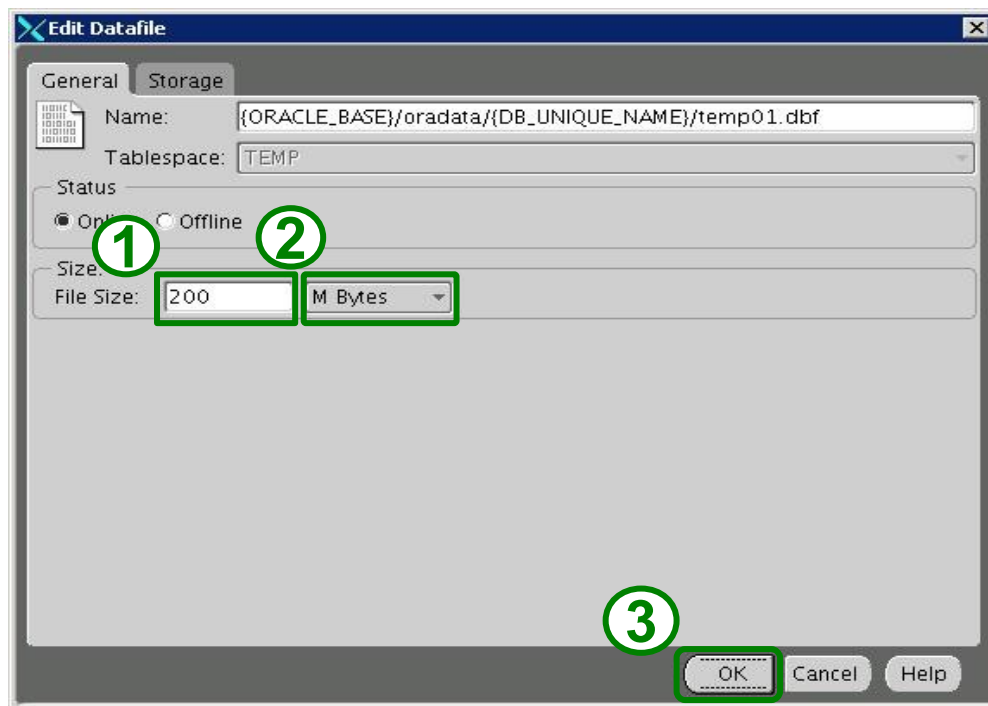 Edit Datafile
General Storage
Name: {ORACLE_BASE}/oradata/{DB_UNIQUE_NAME}/temp01.dbf
Tablespace: TEMP
Status
Offline
1 2
Size:
File Size: 200 M Bytes
3
OK Cancel Help